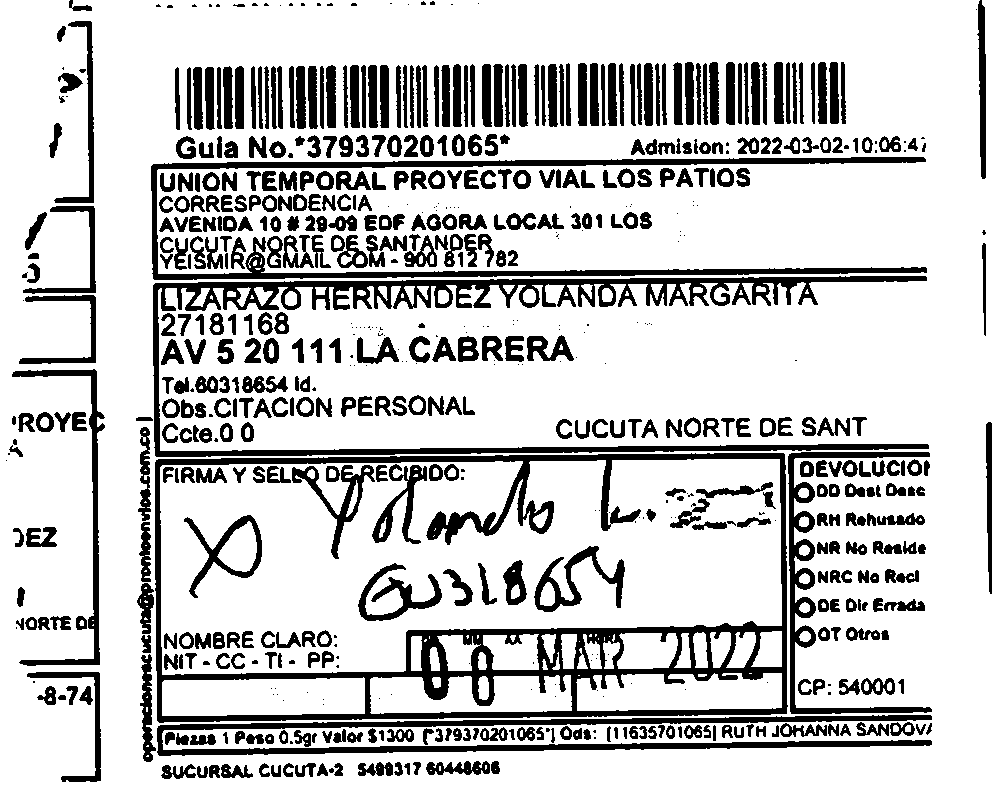 Guia No.*379370201065*
Admision: 2022-03-02-10:06:47
UNION TEMPORAL PROYECTO VIAL LOS PATIOS
CORRESPONDENCIA
AVENIDA 10 # 29-09 EDF AGORA LOCAL 301 LOS
CUCUTA NORTE DE SANTANDER
YEISMIR@GMAIL COM - 900 812 782
LIZARAZO HERNANDEZ YOLANDA MARGARITA
27181168
AV 5 20 111 LA CABRERA
Tel.60318654 Id.
Obs.CITACION PERSONAL
Ccte.0 0
CUCUTA NORTE DE SANT
operacionescucuta@prontoenvios.com.co
FIRMA Y SELLO DE RECIBIDO:
X Yolanda L.
NOMBRE CLARO:
NIT - CC - TI - PP:
08 MAR 2022
DEVOLUCION
DD Dest Desc
RH Rehusado
NR No Reside
NRC No Recl
DE Dir Errada
OT Otros
CP: 540001
Piezas 1 Peso 0.5gr Valor $1300 [*379370201065*] Ods: [11635701065] RUTH JOHANNA SANDOVA
SUCURSAL CUCUTA-2 5499317 60448606
ROYEC
DEZ
NORTE DE
-8-74